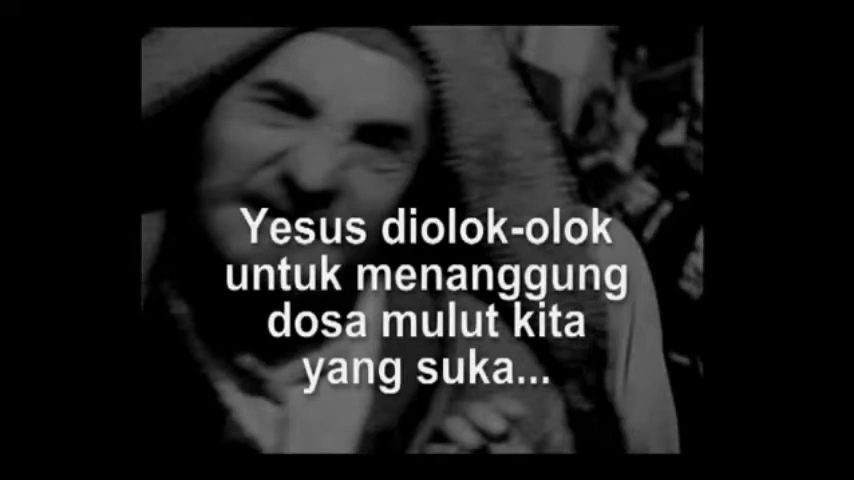 Yesus diolok-olok
untuk menanggung
dosa mulut kita
yang suka...